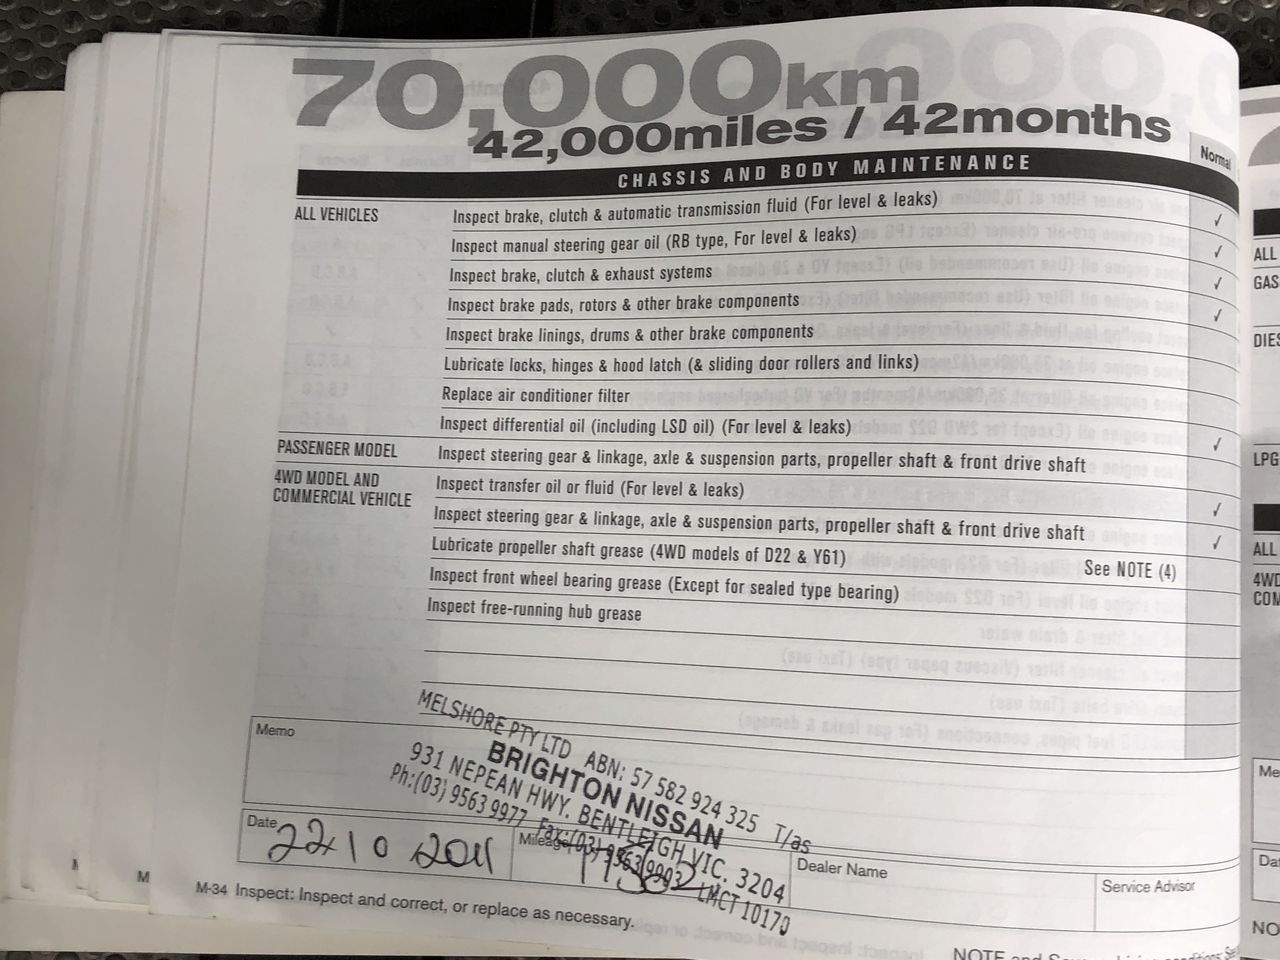 70,000km
42,000miles / 42months
Normal
CHASSIS AND BODY MAINTENANCE
ALL VEHICLES
Inspect brake, clutch & automatic transmission fluid (For level & leaks) ✓
Inspect manual steering gear oil (RB type, For level & leaks) ✓
Inspect brake, clutch & exhaust systems ✓
Inspect brake pads, rotors & other brake components ✓
Inspect brake linings, drums & other brake components
Lubricate locks, hinges & hood latch (& sliding door rollers and links)
Replace air conditioner filter
Inspect differential oil (including LSD oil) (For level & leaks) ✓
PASSENGER MODEL
Inspect steering gear & linkage, axle & suspension parts, propeller shaft & front drive shaft
4WD MODEL AND
COMMERCIAL VEHICLE
Inspect transfer oil or fluid (For level & leaks) ✓
Inspect steering gear & linkage, axle & suspension parts, propeller shaft & front drive shaft ✓
Lubricate propeller shaft grease (4WD models of D22 & Y61) See NOTE (4)
Inspect front wheel bearing grease (Except for sealed type bearing)
Inspect free-running hub grease
Memo
MELSHORE PTY LTD ABN: 57 582 924 325 T/as
BRIGHTON NISSAN
931 NEPEAN HWY. BENTLEIGH VIC. 3204
Ph:(03) 9563 9977 Fax:(03) 9563 9993 LMCT 10170
Date
22 10 2011
Mileage
Dealer Name
Service Advisor
M-34 Inspect: Inspect and correct, or replace as necessary.
NOTE and
ALL
GAS
LPG
ALL
4WD
COM
M